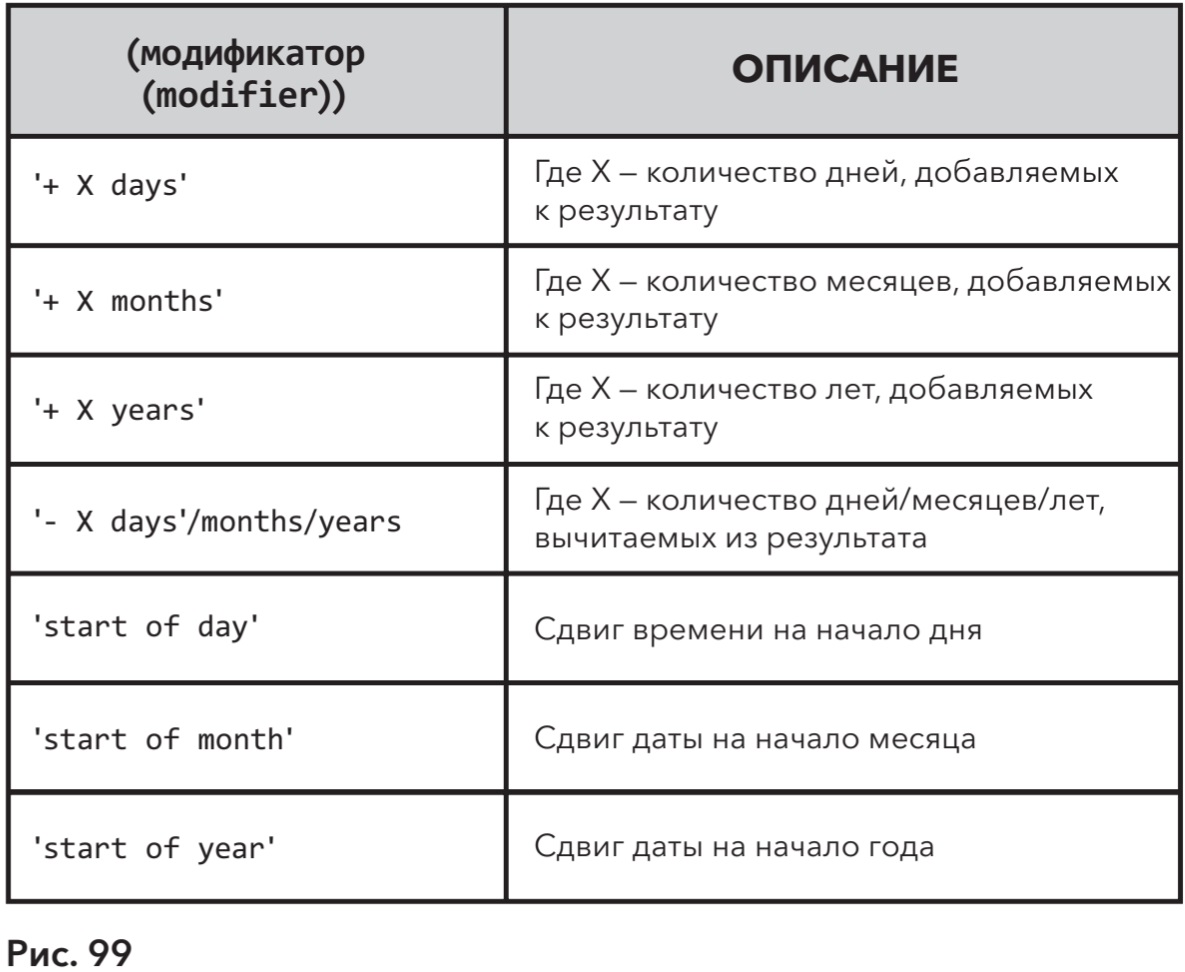 (модификатор
(modifier))
ОПИСАНИЕ
'+ X days'
Где X — количество дней, добавляемых
к результату
'+ X months'
Где X — количество месяцев, добавляемых
к результату
'+ X years'
Где X — количество лет, добавляемых
к результату
'- X days'/months/years
Где X — количество дней/месяцев/лет,
вычитаемых из результата
'start of day'
Сдвиг времени на начало дня
'start of month'
Сдвиг даты на начало месяца
'start of year'
Сдвиг даты на начало года
Рис. 99